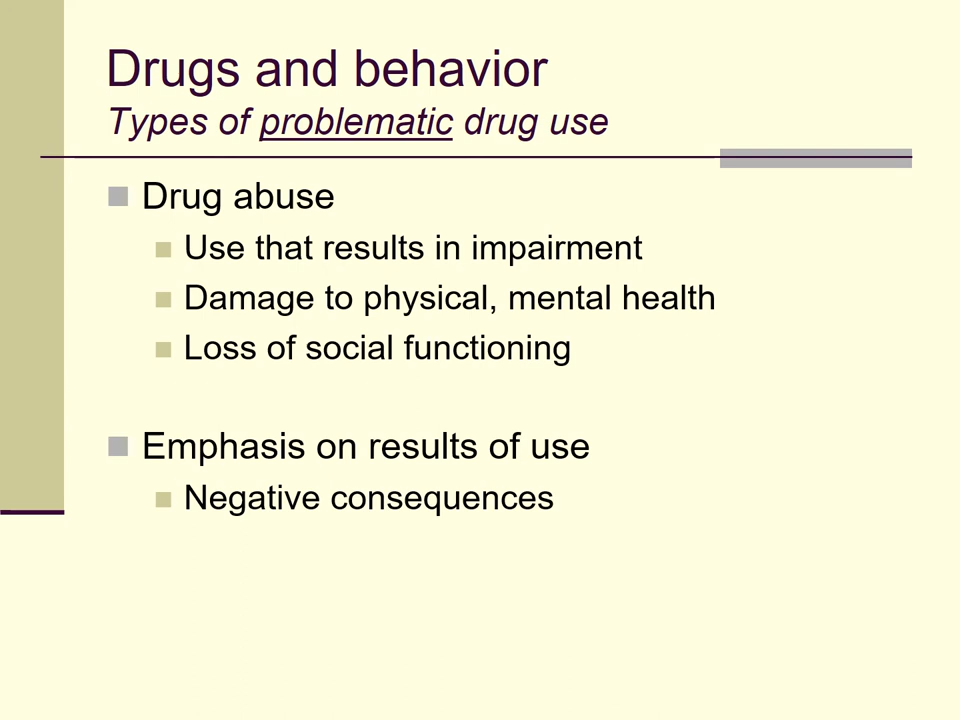 Drugs and behavior
Types of problematic drug use
Drug abuse
Use that results in impairment
Damage to physical, mental health
Loss of social functioning
Emphasis on results of use
Negative consequences